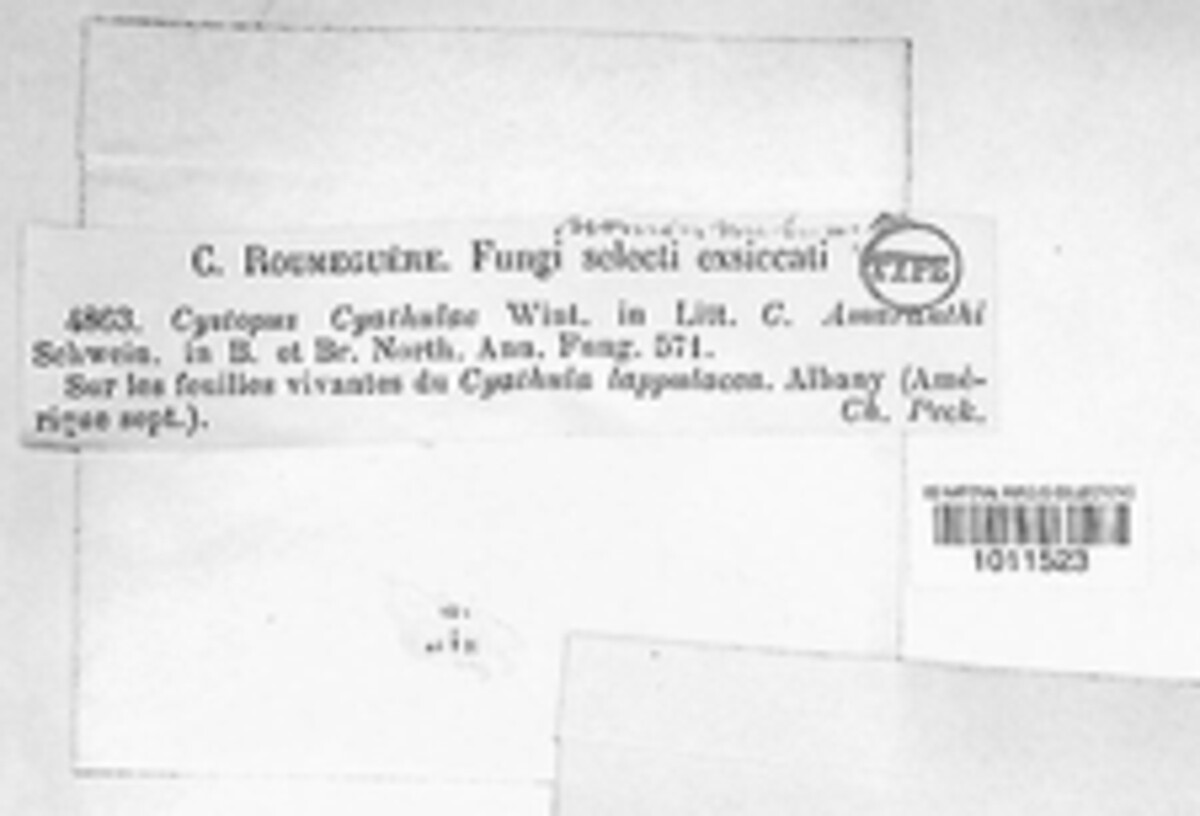 C. ROUMEGUÈRE. Fungi selecti exsiccati
TYPE
4863. Cystopus Cyathulae Wint. in Litt. C. Amaranthi
Schwein. in B. et Br. North. Ann. Fung. 571.
Sur les feuilles vivantes du Cyathula lappulacea. Albany (Amé-
rique sept.). Ch. Peck.
1011523